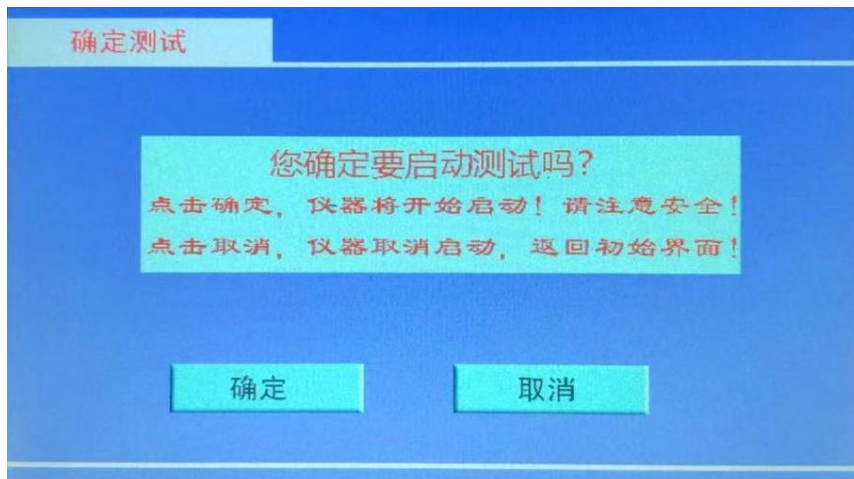 确定测试
您确定要启动测试吗?
点击确定，仪器将开始启动！请注意安全！
点击取消，仪器取消启动，返回初始界面！
确定
取消